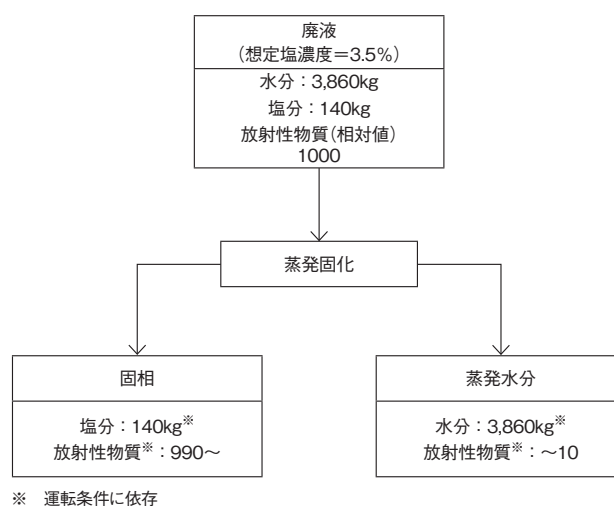 廃液
(想定塩濃度＝3.5%)
水分：3,860kg
塩分：140kg
放射性物質(相対値)
1000
蒸発固化
固相
塩分：140kg※
放射性物質※：990～
蒸発水分
水分：3,860kg※
放射性物質※：～10
※ 運転条件に依存